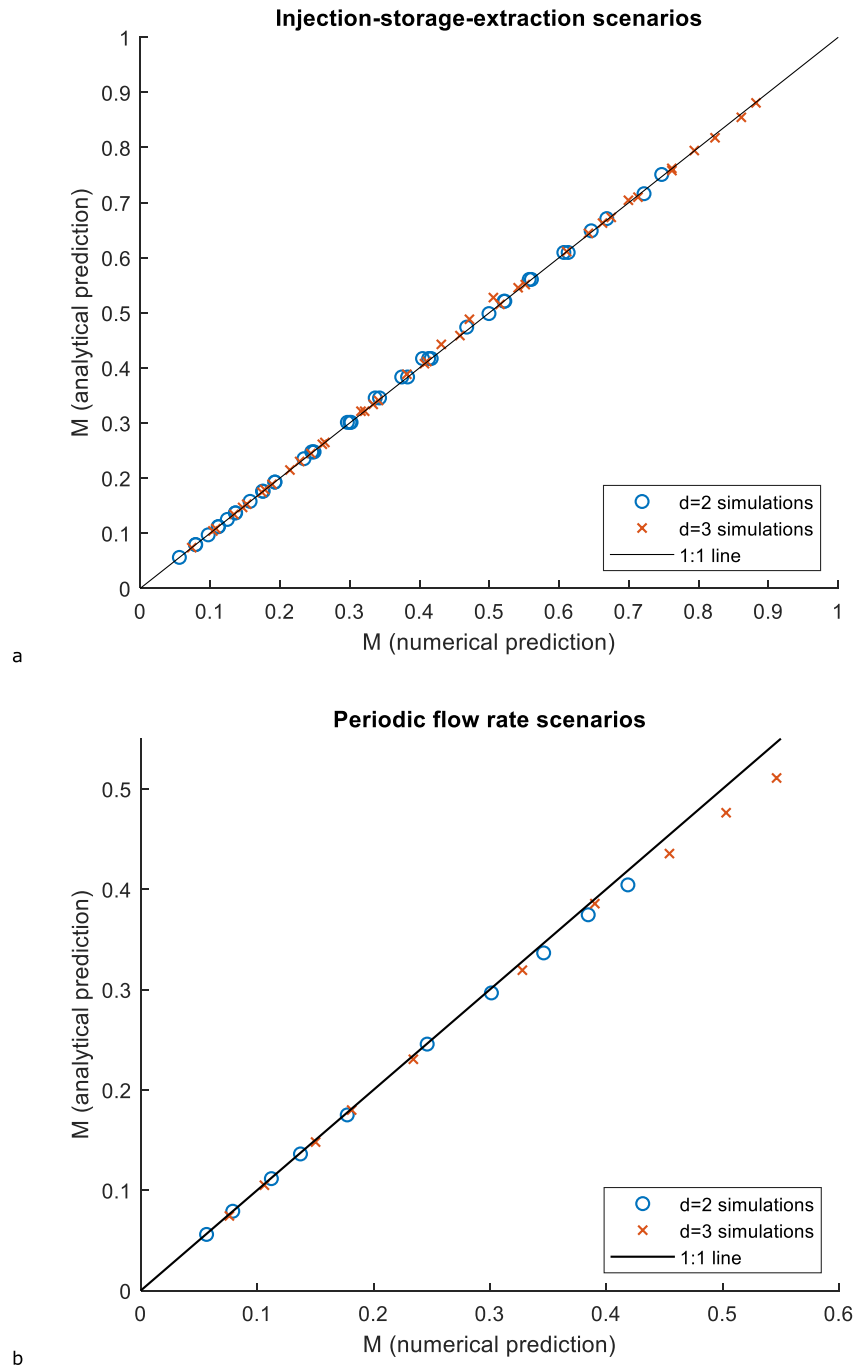 Injection-storage-extraction scenarios
1
0.9
0.8
0.7
0.6
0.5
0.4
0.3
0.2
0.1
0
M (analytical prediction)
d=2 simulations
d=3 simulations
1:1 line
0 0.1 0.2 0.3 0.4 0.5 0.6 0.7 0.8 0.9 1
M (numerical prediction)
a
Periodic flow rate scenarios
0.5
0.4
0.3
0.2
0.1
0
M (analytical prediction)
d=2 simulations
d=3 simulations
1:1 line
0 0.1 0.2 0.3 0.4 0.5 0.6
M (numerical prediction)
b